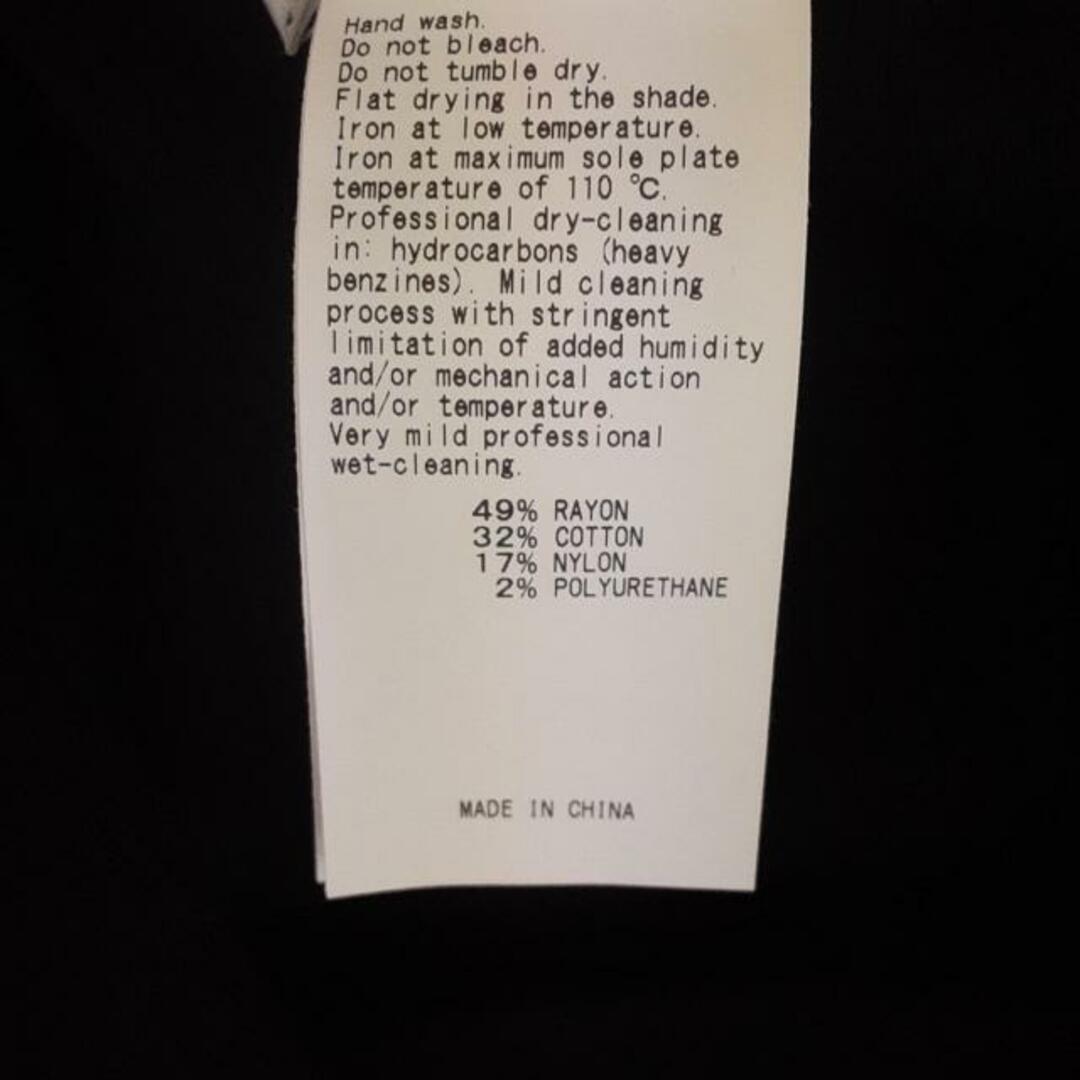 Hand wash.
Do not bleach.
Do not tumble dry.
Flat drying in the shade.
Iron at low temperature.
Iron at maximum sole plate
temperature of 110 ℃.
Professional dry-cleaning
in: hydrocarbons (heavy
benzines). Mild cleaning
process with stringent
limitation of added humidity
and/or mechanical action
and/or temperature.
Very mild professional
wet-cleaning.
49% RAYON
32% COTTON
17% NYLON
2% POLYURETHANE
MADE IN CHINA